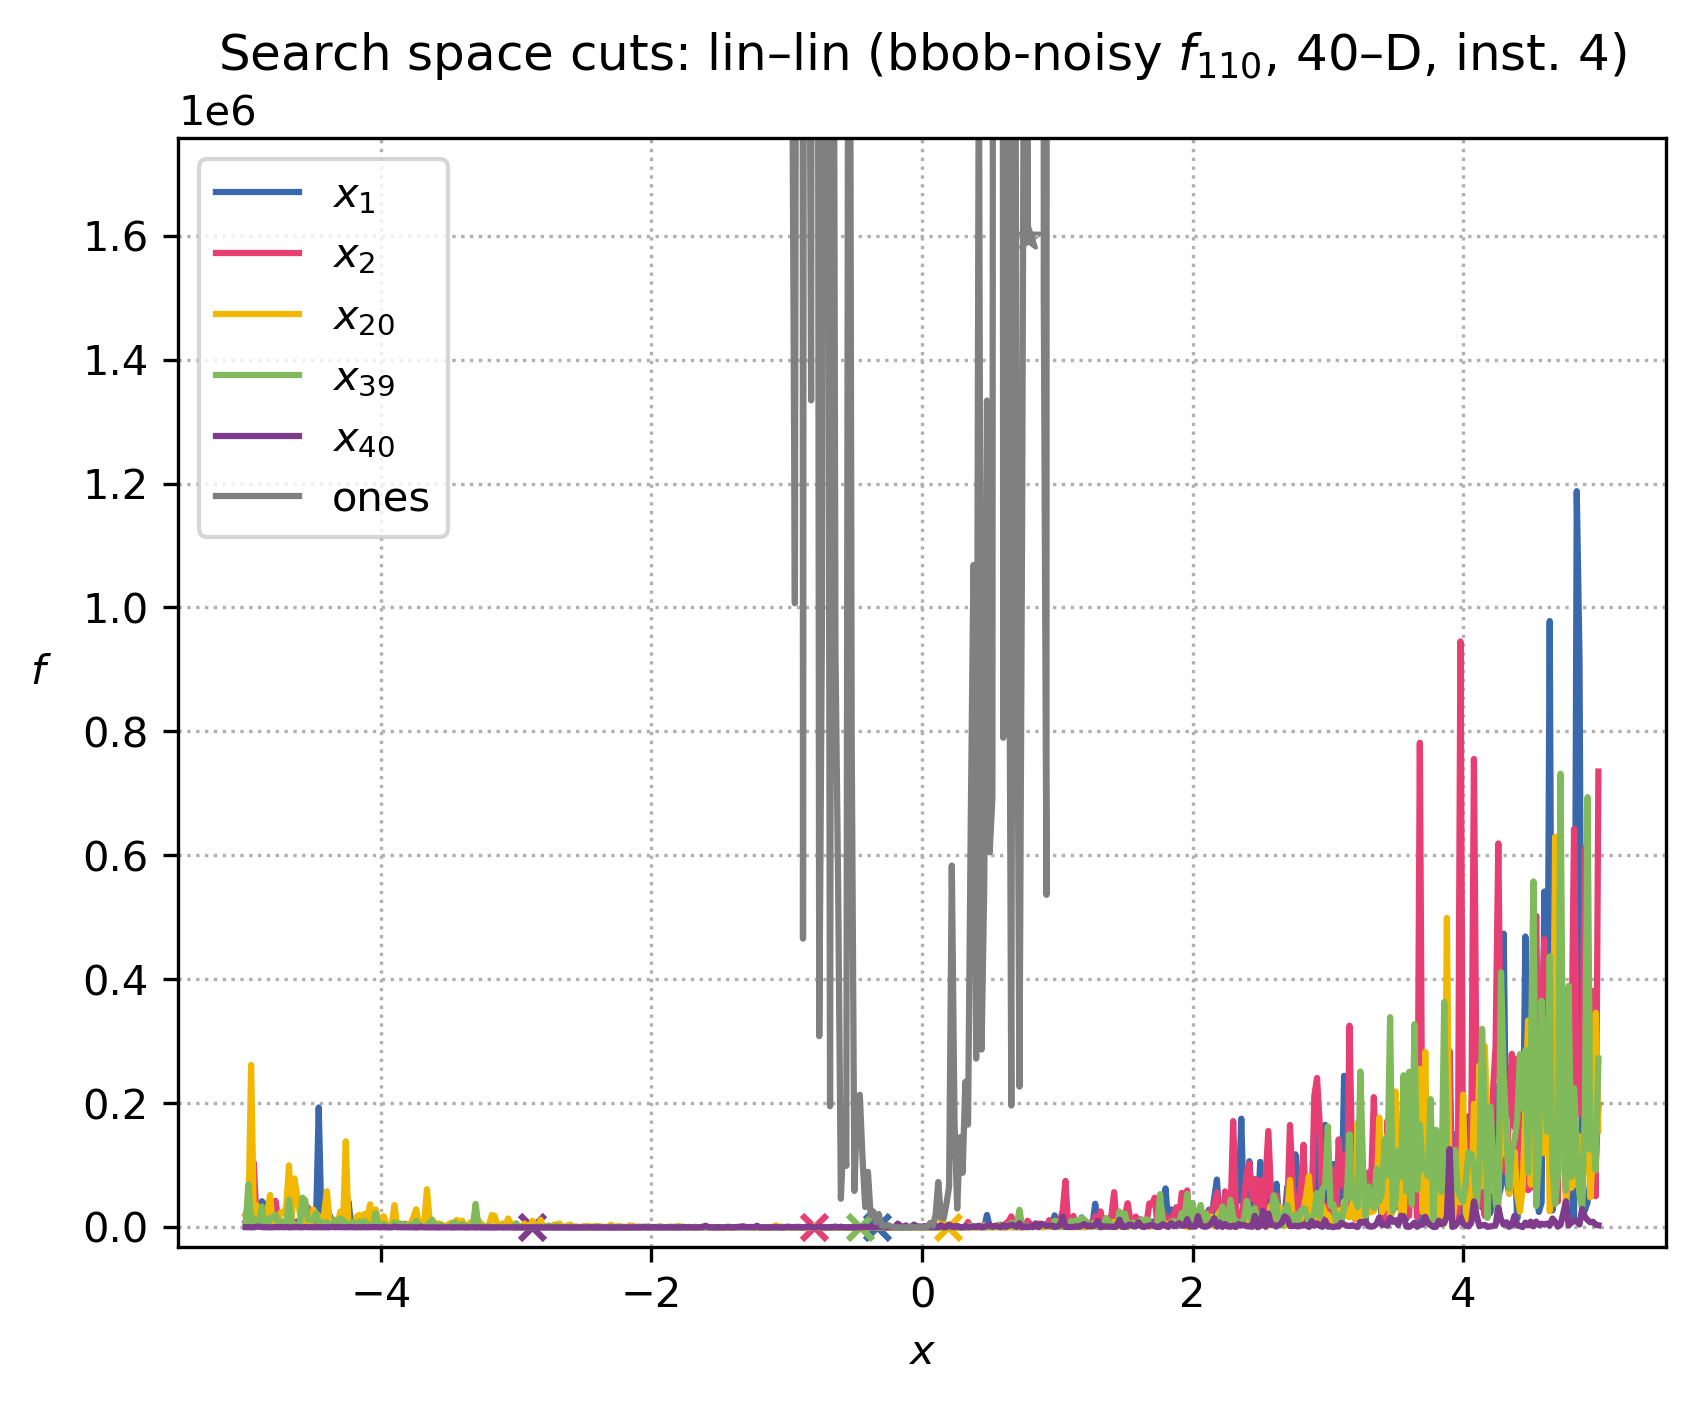 Search space cuts: lin–lin (bbob-noisy f₁₁₀, 40–D, inst. 4)
1e6
x₁
x₂
x₂₀
x₃₉
x₄₀
ones
1.6
1.4
1.2
1.0
0.8
0.6
0.4
0.2
0.0
f
−4
−2
0
2
4
x